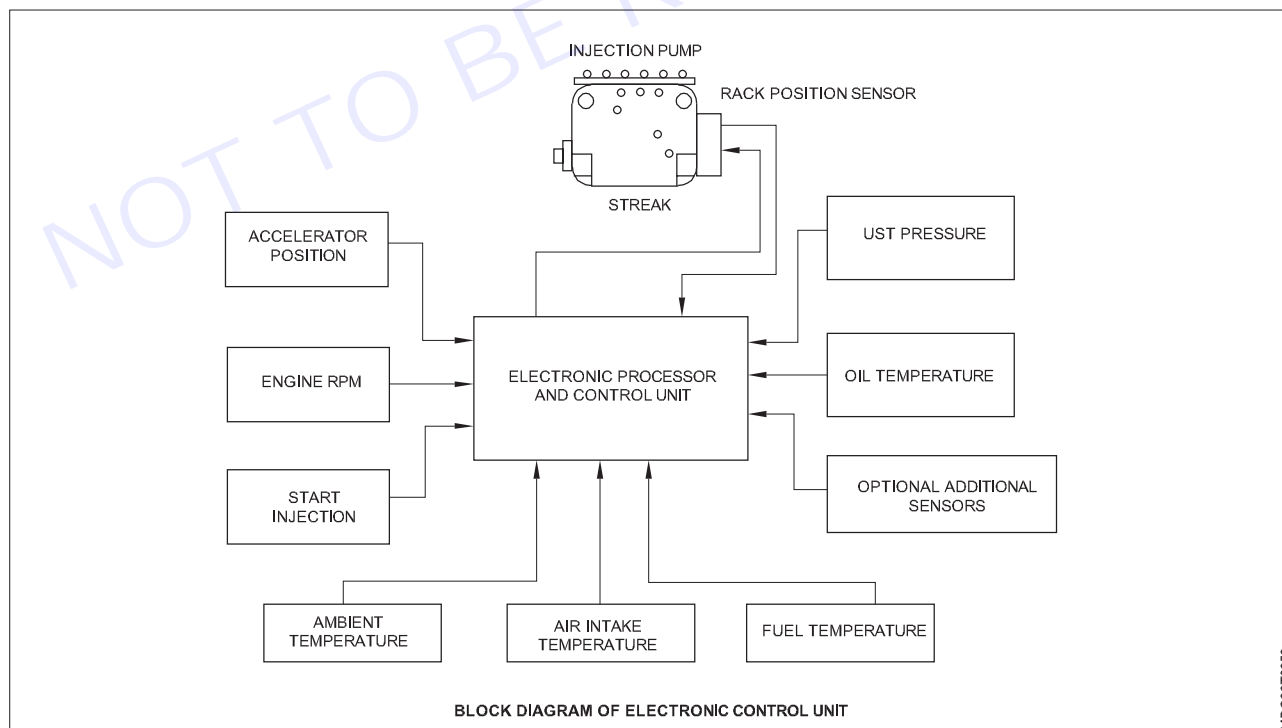 NOT TO BE
INJECTION PUMP
RACK POSITION SENSOR
STREAK
ACCELERATOR
POSITION
UST PRESSURE
ENGINE RPM
ELECTRONIC PROCESSOR
AND CONTROL UNIT
OIL TEMPERATURE
START
INJECTION
OPTIONAL ADDITIONAL
SENSORS
AMBIENT
TEMPERATURE
AIR INTAKE
TEMPERATURE
FUEL TEMPERATURE
BLOCK DIAGRAM OF ELECTRONIC CONTROL UNIT